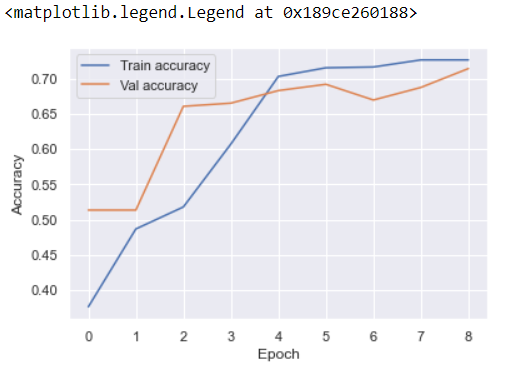 <matplotlib.legend.Legend at 0x189ce260188>
Train accuracy
Val accuracy
0.70
0.65
0.60
0.55
0.50
0.45
0.40
Accuracy
0 1 2 3 4 5 6 7 8
Epoch